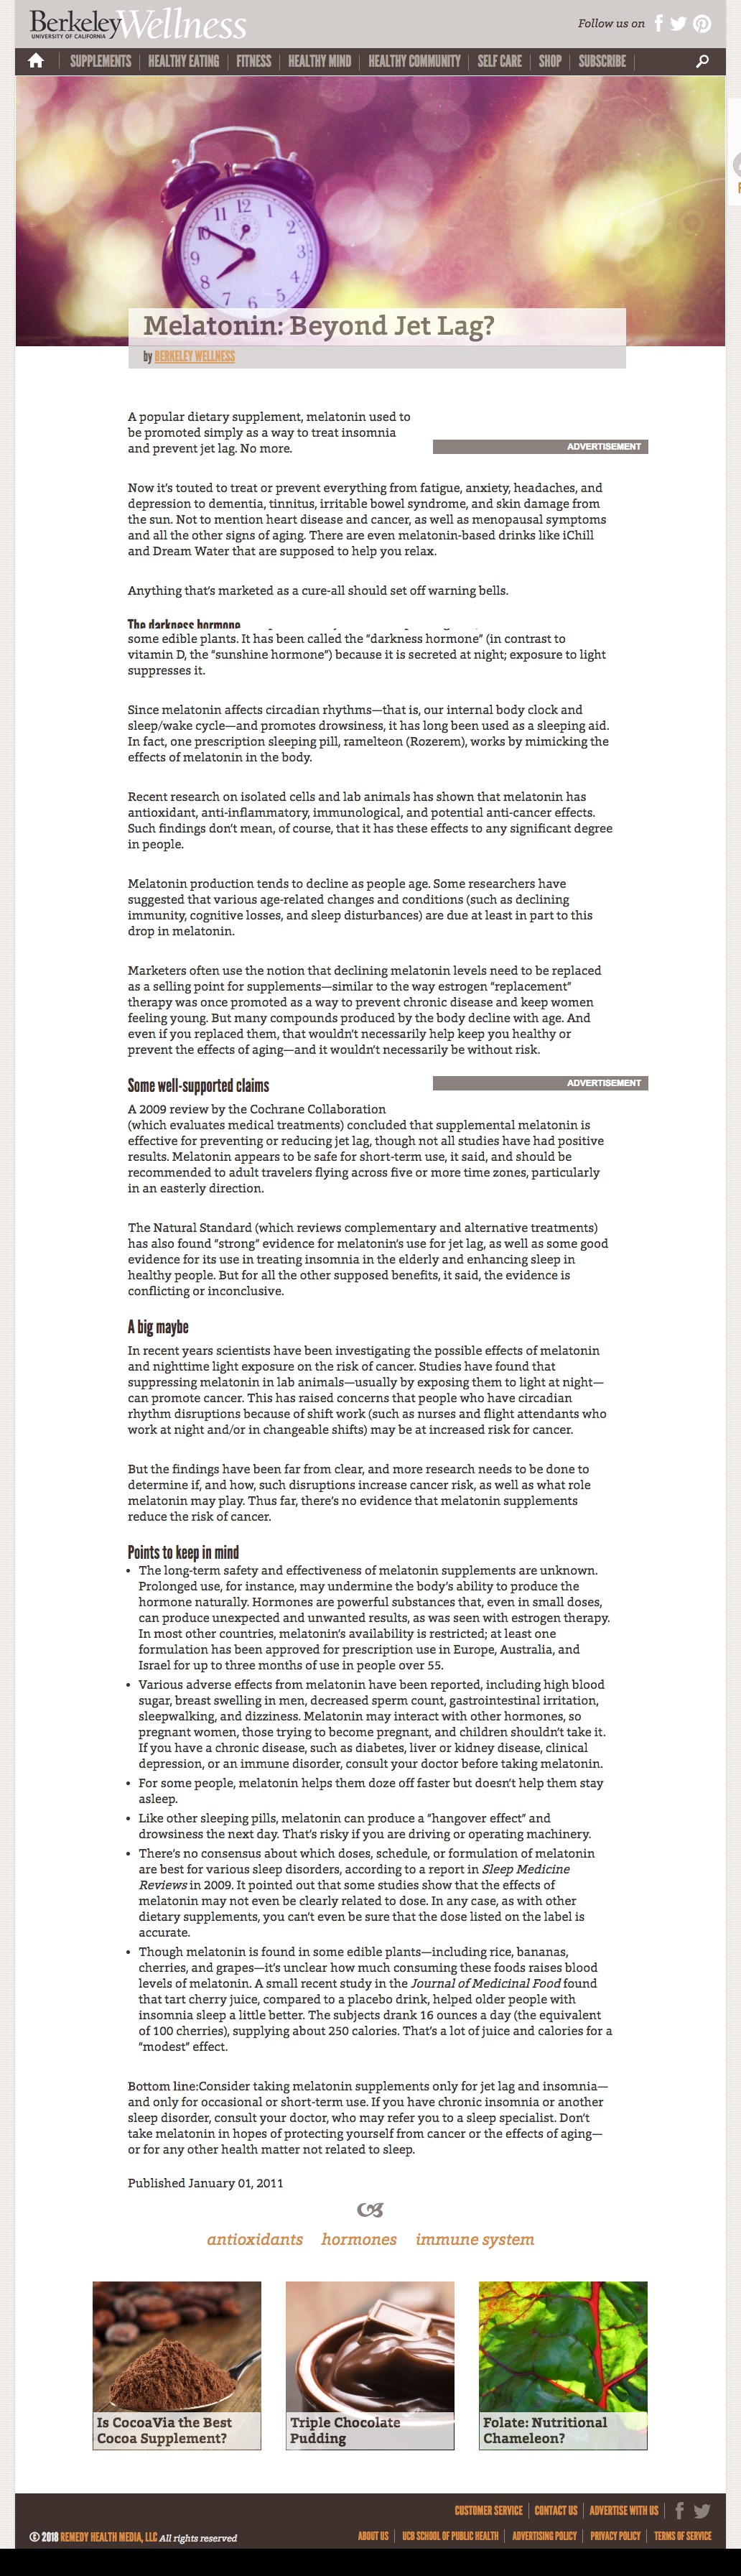 BerkeleyWellness
UNIVERSITY OF CALIFORNIA
Follow us on
SUPPLEMENTS HEALTHY EATING FITNESS HEALTHY MIND HEALTHY COMMUNITY SELF CARE SHOP SUBSCRIBE
11 12 1
10 2
9 3
8 4
7 6 5
Melatonin: Beyond Jet Lag?
by BERKELEY WELLNESS
A popular dietary supplement, melatonin used to
be promoted simply as a way to treat insomnia
and prevent jet lag. No more.
ADVERTISEMENT
Now it's touted to treat or prevent everything from fatigue, anxiety, headaches, and
depression to dementia, tinnitus, irritable bowel syndrome, and skin damage from
the sun. Not to mention heart disease and cancer, as well as menopausal symptoms
and all the other signs of aging. There are even melatonin-based drinks like iChill
and Dream Water that are supposed to help you relax.
Anything that's marketed as a cure-all should set off warning bells.
The darkness hormone
some edible plants. It has been called the "darkness hormone" (in contrast to
vitamin D, the "sunshine hormone") because it is secreted at night; exposure to light
suppresses it.
Since melatonin affects circadian rhythms—that is, our internal body clock and
sleep/wake cycle—and promotes drowsiness, it has long been used as a sleeping aid.
In fact, one prescription sleeping pill, ramelteon (Rozerem), works by mimicking the
effects of melatonin in the body.
Recent research on isolated cells and lab animals has shown that melatonin has
antioxidant, anti-inflammatory, immunological, and potential anti-cancer effects.
Such findings don't mean, of course, that it has these effects to any significant degree
in people.
Melatonin production tends to decline as people age. Some researchers have
suggested that various age-related changes and conditions (such as declining
immunity, cognitive losses, and sleep disturbances) are due at least in part to this
drop in melatonin.
Marketers often use the notion that declining melatonin levels need to be replaced
as a selling point for supplements—similar to the way estrogen "replacement"
therapy was once promoted as a way to prevent chronic disease and keep women
feeling young. But many compounds produced by the body decline with age. And
even if you replaced them, that wouldn't necessarily help keep you healthy or
prevent the effects of aging—and it wouldn't necessarily be without risk.
Some well-supported claims
ADVERTISEMENT
A 2009 review by the Cochrane Collaboration
(which evaluates medical treatments) concluded that supplemental melatonin is
effective for preventing or reducing jet lag, though not all studies have had positive
results. Melatonin appears to be safe for short-term use, it said, and should be
recommended to adult travelers flying across five or more time zones, particularly
in an easterly direction.
The Natural Standard (which reviews complementary and alternative treatments)
has also found "strong" evidence for melatonin's use for jet lag, as well as some good
evidence for its use in treating insomnia in the elderly and enhancing sleep in
healthy people. But for all the other supposed benefits, it said, the evidence is
conflicting or inconclusive.
A big maybe
In recent years scientists have been investigating the possible effects of melatonin
and nighttime light exposure on the risk of cancer. Studies have found that
suppressing melatonin in lab animals—usually by exposing them to light at night—
can promote cancer. This has raised concerns that people who have circadian
rhythm disruptions because of shift work (such as nurses and flight attendants who
work at night and/or in changeable shifts) may be at increased risk for cancer.
But the findings have been far from clear, and more research needs to be done to
determine if, and how, such disruptions increase cancer risk, as well as what role
melatonin may play. Thus far, there's no evidence that melatonin supplements
reduce the risk of cancer.
Points to keep in mind
• The long-term safety and effectiveness of melatonin supplements are unknown.
Prolonged use, for instance, may undermine the body's ability to produce the
hormone naturally. Hormones are powerful substances that, even in small doses,
can produce unexpected and unwanted results, as was seen with estrogen therapy.
In most other countries, melatonin's availability is restricted; at least one
formulation has been approved for prescription use in Europe, Australia, and
Israel for up to three months of use in people over 55.
• Various adverse effects from melatonin have been reported, including high blood
sugar, breast swelling in men, decreased sperm count, gastrointestinal irritation,
sleepwalking, and dizziness. Melatonin may interact with other hormones, so
pregnant women, those trying to become pregnant, and children shouldn't take it.
If you have a chronic disease, such as diabetes, liver or kidney disease, clinical
depression, or an immune disorder, consult your doctor before taking melatonin.
• For some people, melatonin helps them doze off faster but doesn't help them stay
asleep.
• Like other sleeping pills, melatonin can produce a "hangover effect" and
drowsiness the next day. That's risky if you are driving or operating machinery.
• There's no consensus about which doses, schedule, or formulation of melatonin
are best for various sleep disorders, according to a report in Sleep Medicine
Reviews in 2009. It pointed out that some studies show that the effects of
melatonin may not even be clearly related to dose. In any case, as with other
dietary supplements, you can't even be sure that the dose listed on the label is
accurate.
• Though melatonin is found in some edible plants—including rice, bananas,
cherries, and grapes—it's unclear how much consuming these foods raises blood
levels of melatonin. A small recent study in the Journal of Medicinal Food found
that tart cherry juice, compared to a placebo drink, helped older people with
insomnia sleep a little better. The subjects drank 16 ounces a day (the equivalent
of 100 cherries), supplying about 250 calories. That's a lot of juice and calories for a
"modest" effect.
Bottom line:Consider taking melatonin supplements only for jet lag and insomnia—
and only for occasional or short-term use. If you have chronic insomnia or another
sleep disorder, consult your doctor, who may refer you to a sleep specialist. Don't
take melatonin in hopes of protecting yourself from cancer or the effects of aging—
or for any other health matter not related to sleep.
Published January 01, 2011
antioxidants hormones immune system
Is CocoaVia the Best
Cocoa Supplement?
Triple Chocolate
Pudding
Folate: Nutritional
Chameleon?
CUSTOMER SERVICE CONTACT US ADVERTISE WITH US
© 2018 REMEDY HEALTH MEDIA, LLC All rights reserved
ABOUT US UCB SCHOOL OF PUBLIC HEALTH ADVERTISING POLICY PRIVACY POLICY TERMS OF SERVICE